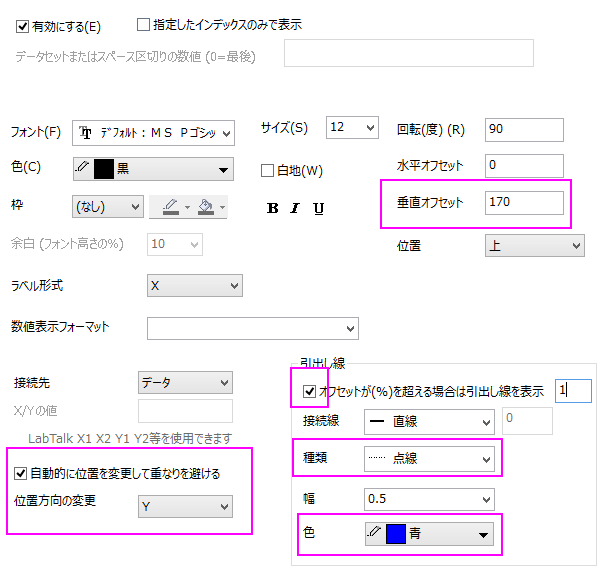 有効にする(E) 指定したインデックスのみで表示
データセットまたはスペース区切りの数値 (0=最後)
フォント(F) デフォルト: MS Pゴシッ サイズ(S) 12 回転(度) (R) 90
色(C) 黒 白地(W) 水平オフセット 0
枠 (なし) B I U 垂直オフセット 170
余白 (フォント高さの%) 10 位置 上
ラベル形式 X
数値表示フォーマット
引出し線
接続先 データ オフセットが(%)を超える場合は引出し線を表示 1
X/Yの値 接続線 直線 0
LabTalk X1 X2 Y1 Y2等を使用できます
自動的に位置を変更して重なりを避ける 種類 点線
位置方向の変更 Y 幅 0.5
色 青